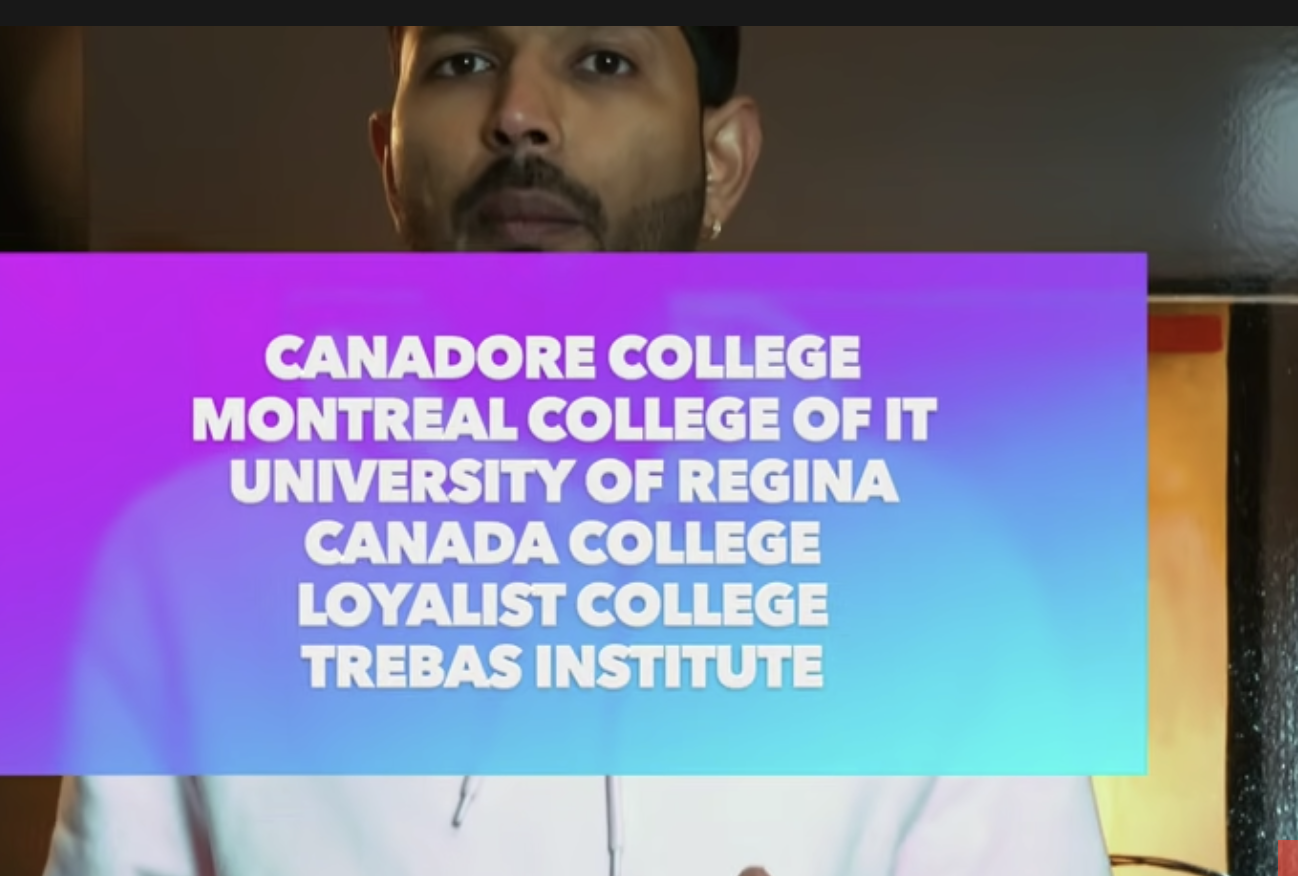 CANADORE COLLEGE
MONTREAL COLLEGE OF IT
UNIVERSITY OF REGINA
CANADA COLLEGE
LOYALIST COLLEGE
TREBAS INSTITUTE